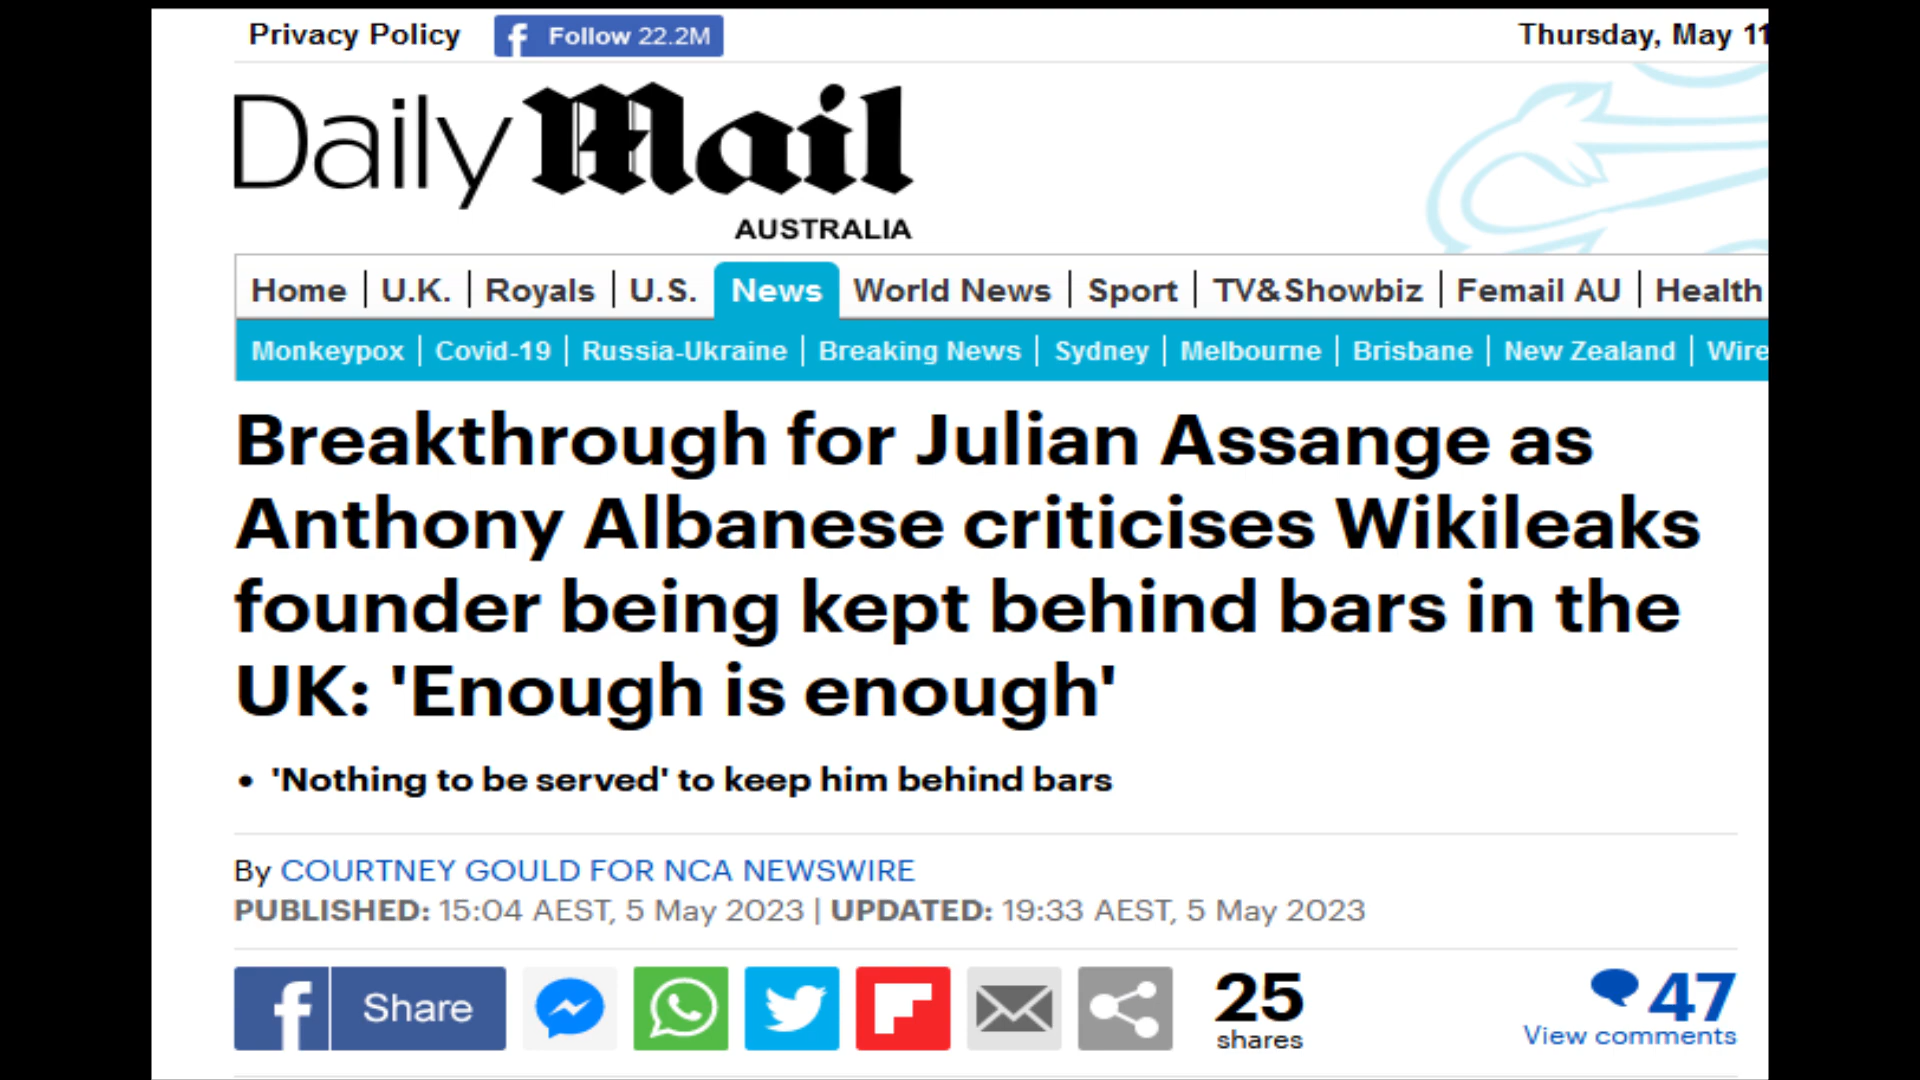 Privacy Policy
Follow 22.2M
Thursday, May 11
Daily Mail
AUSTRALIA
Home | U.K. | Royals | U.S. News World News | Sport | TV&Showbiz | Femail AU | Health
Monkeypox | Covid-19 | Russia-Ukraine | Breaking News | Sydney | Melbourne | Brisbane | New Zealand | Wire
Breakthrough for Julian Assange as
Anthony Albanese criticises Wikileaks
founder being kept behind bars in the
UK: 'Enough is enough'
• 'Nothing to be served' to keep him behind bars
By COURTNEY GOULD FOR NCA NEWSWIRE
PUBLISHED: 15:04 AEST, 5 May 2023 | UPDATED: 19:33 AEST, 5 May 2023
Share
25
shares
47
View comments